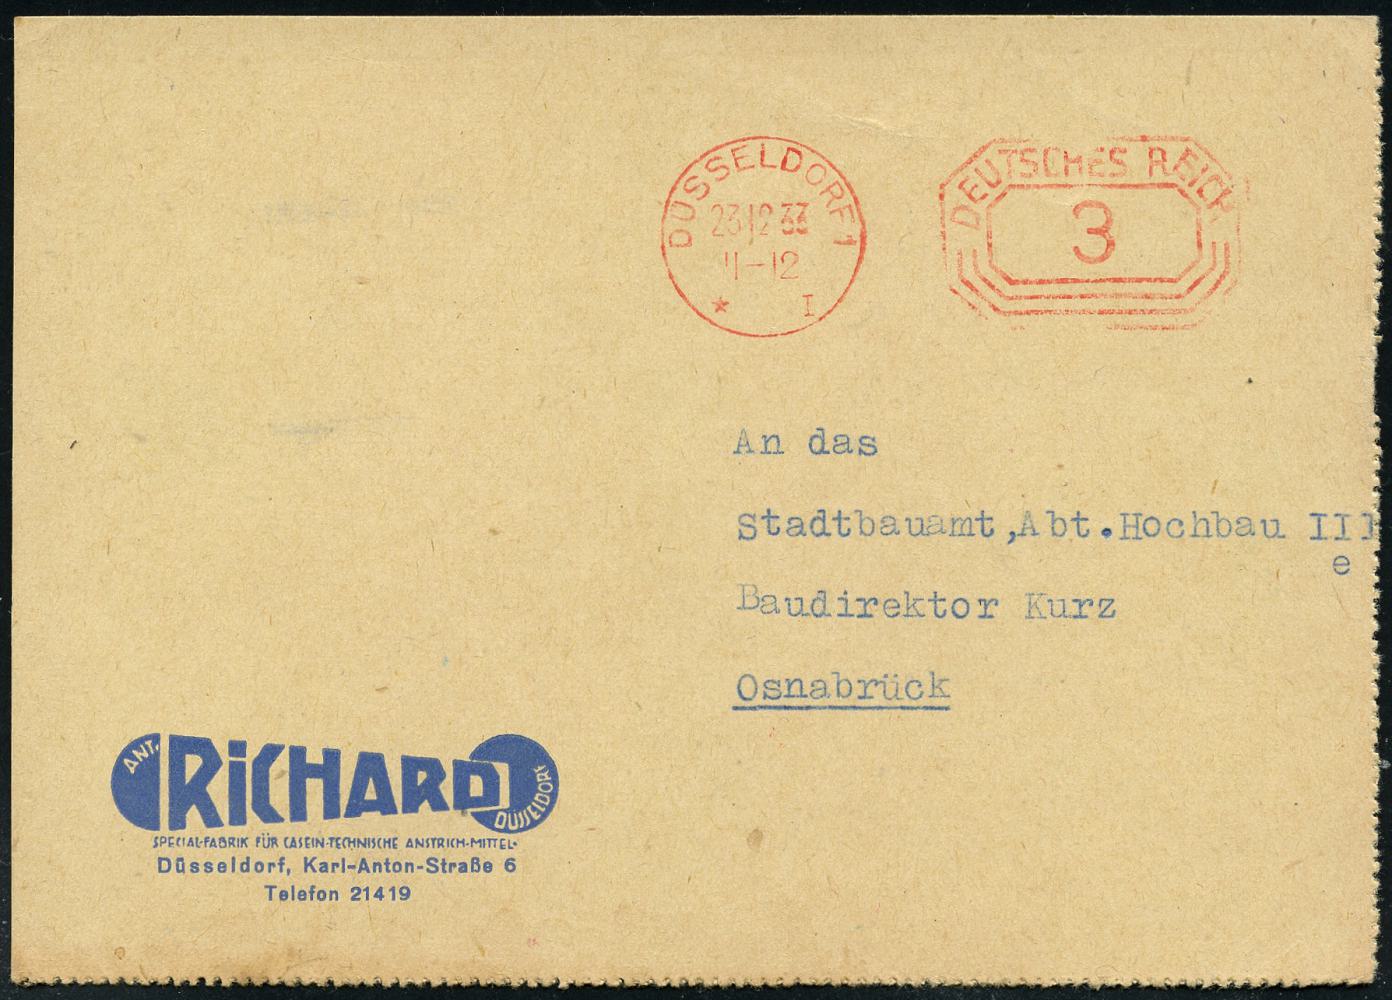 DÜSSELDORF 1
23.12.33
11-12
* I
DEUTSCHES REICH
3
An das
Stadtbauamt,Abt.Hochbau III
e
Baudirektor Kurz
Osnabrück
ANT. RICHARD DÜSSELDORF
SPECIAL-FABRIK FÜR CASEIN-TECHNISCHE ANSTRICH-MITTEL·
Düsseldorf, Karl-Anton-Straße 6
Telefon 21419